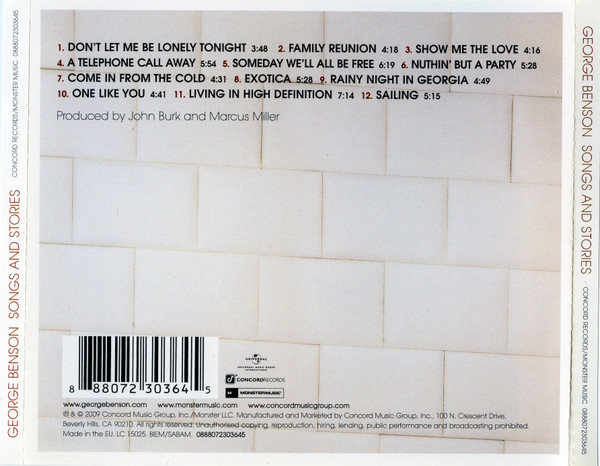 1. DON'T LET ME BE LONELY TONIGHT 3:48 2. FAMILY REUNION 4:18 3. SHOW ME THE LOVE 4:16
4. A TELEPHONE CALL AWAY 5:54 5. SOMEDAY WE'LL ALL BE FREE 6:19 6. NUTHIN' BUT A PARTY 5:28
7. COME IN FROM THE COLD 4:31 8. EXOTICA 5:28 9. RAINY NIGHT IN GEORGIA 4:49
10. ONE LIKE YOU 4:41 11. LIVING IN HIGH DEFINITION 7:14 12. SAILING 5:15
Produced by John Burk and Marcus Miller
8 88072 30364 5
UNIVERSAL
UNIVERSAL MUSIC GROUP
CONCORD RECORDS
M MONSTER MUSIC
www.georgebenson.com www.monstermusic.com www.concordmusicgroup.com
℗ & © 2009 Concord Music Group, Inc./Monster LLC. Manufactured and Marketed by Concord Music Group, Inc., 100 N. Crescent Drive,
Beverly Hills, CA 90210. All rights reserved. Unauthorised copying, reproduction, hiring, lending, public performance and broadcasting prohibited.
Made in the EU. LC 15025. BIEM/SABAM. 0888072303645
GEORGE BENSON SONGS AND STORIES CONCORD RECORDS/MONSTER MUSIC 0888072303645
GEORGE BENSON SONGS AND STORIES CONCORD RECORDS/MONSTER MUSIC 0888072303645